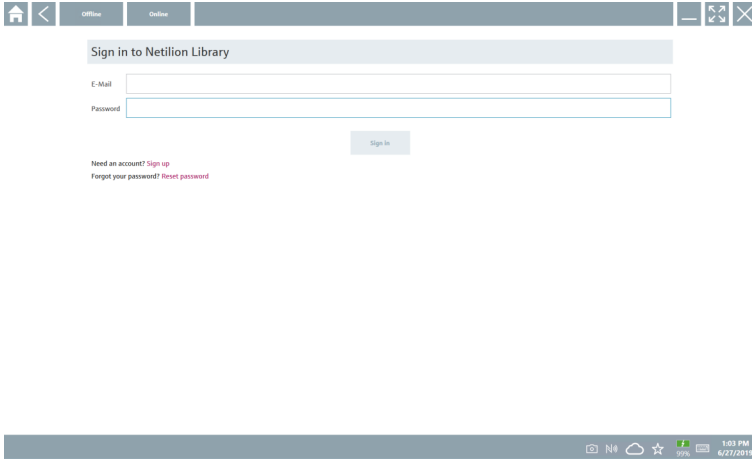 Offline Online
Sign in to Netilion Library
E-Mail
Password
Sign in
Need an account? Sign up
Forgot your password? Reset password
99%
1:03 PM
6/27/2019